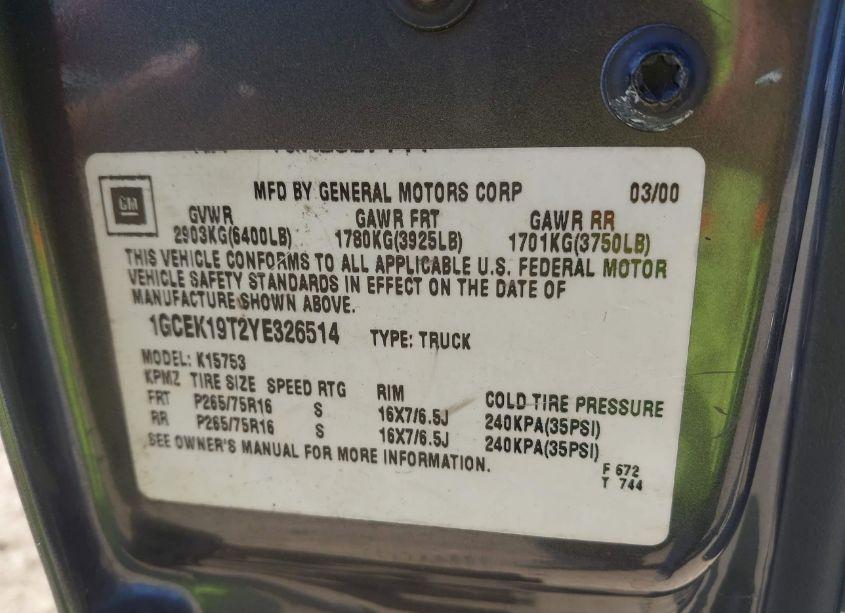 GM
MFD BY GENERAL MOTORS CORP 03/00
GVWR GAWR FRT GAWR RR
2903KG(6400LB) 1780KG(3925LB) 1701KG(3750LB)
THIS VEHICLE CONFORMS TO ALL APPLICABLE U.S. FEDERAL MOTOR
VEHICLE SAFETY STANDARDS IN EFFECT ON THE DATE OF
MANUFACTURE SHOWN ABOVE.
1GCEK19T2YE326514 TYPE: TRUCK
MODEL: K15753
KPMZ TIRE SIZE SPEED RTG RIM COLD TIRE PRESSURE
FRT P265/75R16 S 16X7/6.5J 240KPA(35PSI)
RR P265/75R16 S 16X7/6.5J 240KPA(35PSI)
SEE OWNER'S MANUAL FOR MORE INFORMATION.
F 672
T 744